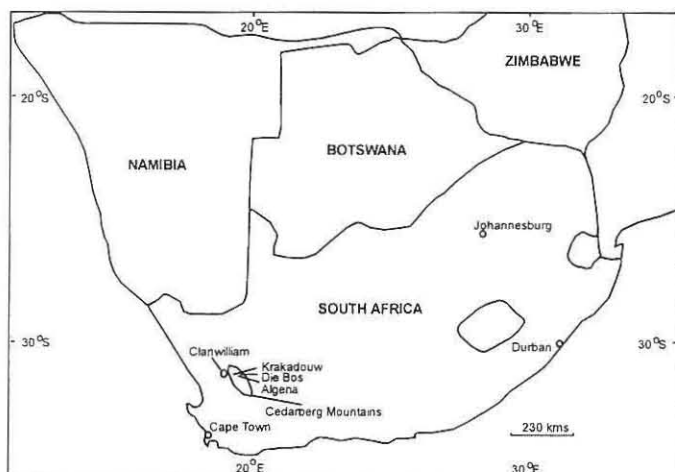 20°E 30°E
ZIMBABWE
20°S 20°S
NAMIBIA
BOTSWANA
Johannesburg
SOUTH AFRICA
30°S 30°S
Durban
Clanwilliam
Krakadouw
Die Bos
Algena
Cedarberg Mountains
Cape Town
230 kms
20°E 30°E